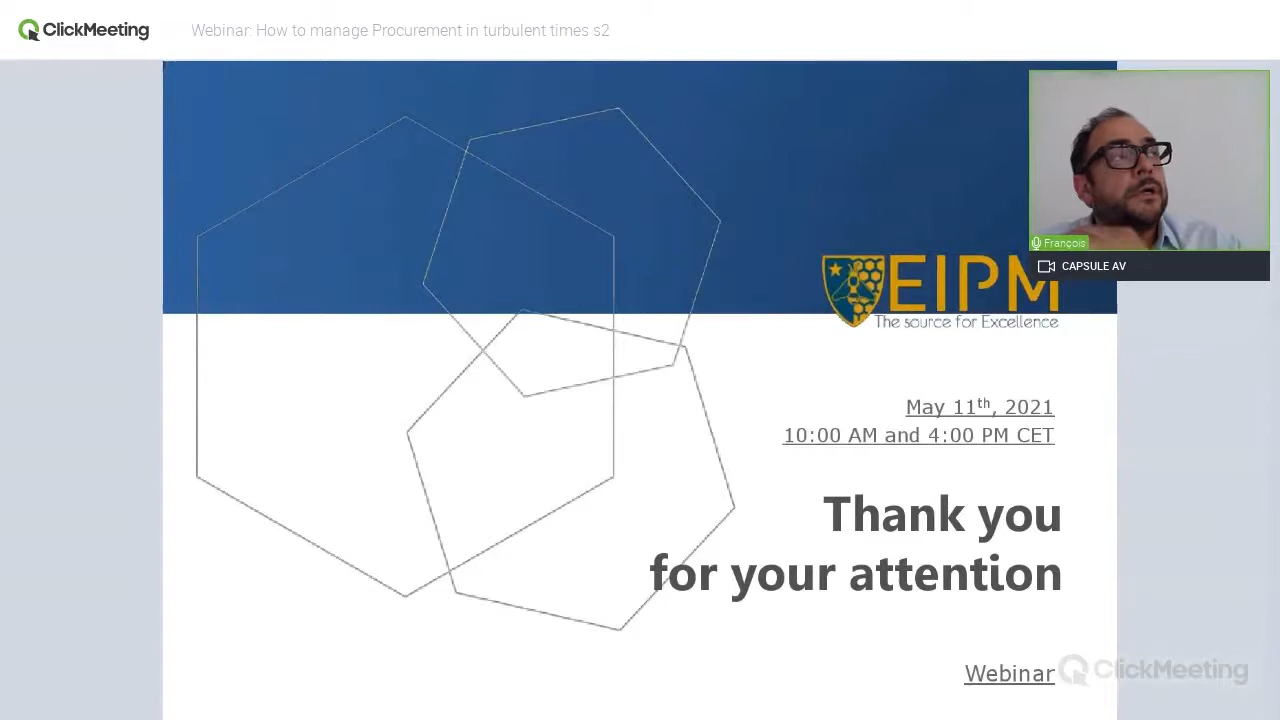 ClickMeeting
Webinar: How to manage Procurement in turbulent times s2
François
CAPSULE AV
EIPM
The source for Excellence
May 11th, 2021
10:00 AM and 4:00 PM CET
Thank you
for your attention
Webinar
ClickMeeting